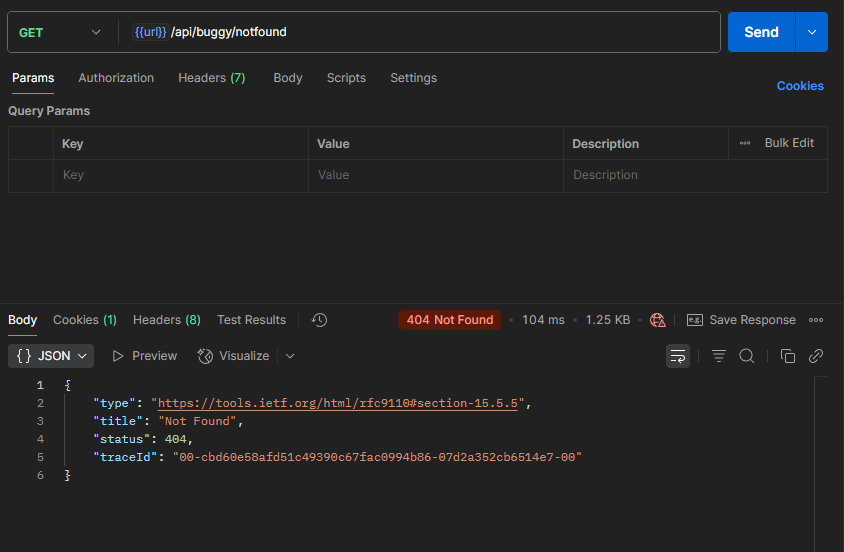 GET {{url}} /api/buggy/notfound Send
Params Authorization Headers (7) Body Scripts Settings Cookies
Query Params
Key Value Description Bulk Edit
Key Value Description
Body Cookies (1) Headers (8) Test Results 404 Not Found 104 ms 1.25 KB e.g. Save Response
{} JSON Preview Visualize
1 {
2 "type": "https://tools.ietf.org/html/rfc9110#section-15.5.5",
3 "title": "Not Found",
4 "status": 404,
5 "traceId": "00-cbd60e58afd51c49390c67fac0994b86-07d2a352cb6514e7-00"
6 }